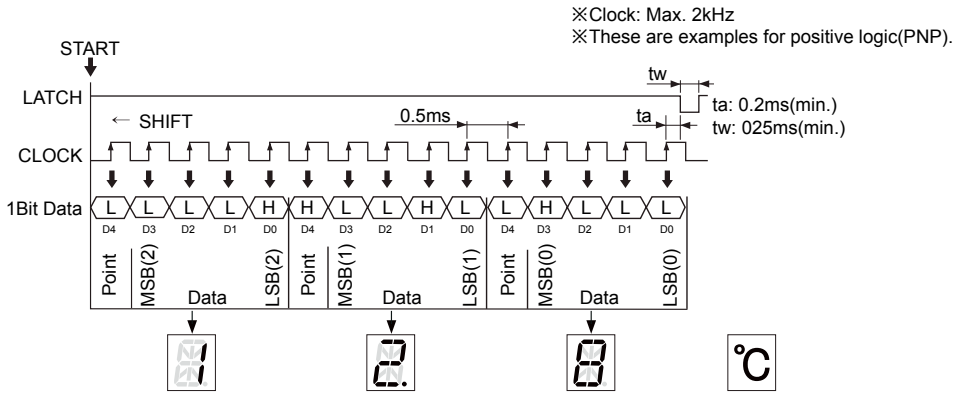 ※Clock: Max. 2kHz
※These are examples for positive logic(PNP).
START
tw
LATCH
ta: 0.2ms(min.)
← SHIFT
0.5ms
ta
tw: 025ms(min.)
CLOCK
1Bit Data L L L L H H L L H L L H L L L
D4 D3 D2 D1 D0 D4 D3 D2 D1 D0 D4 D3 D2 D1 D0
Point MSB(2) Data LSB(2) Point MSB(1) Data LSB(1) Point MSB(0) Data LSB(0)
1 2. 8 °C